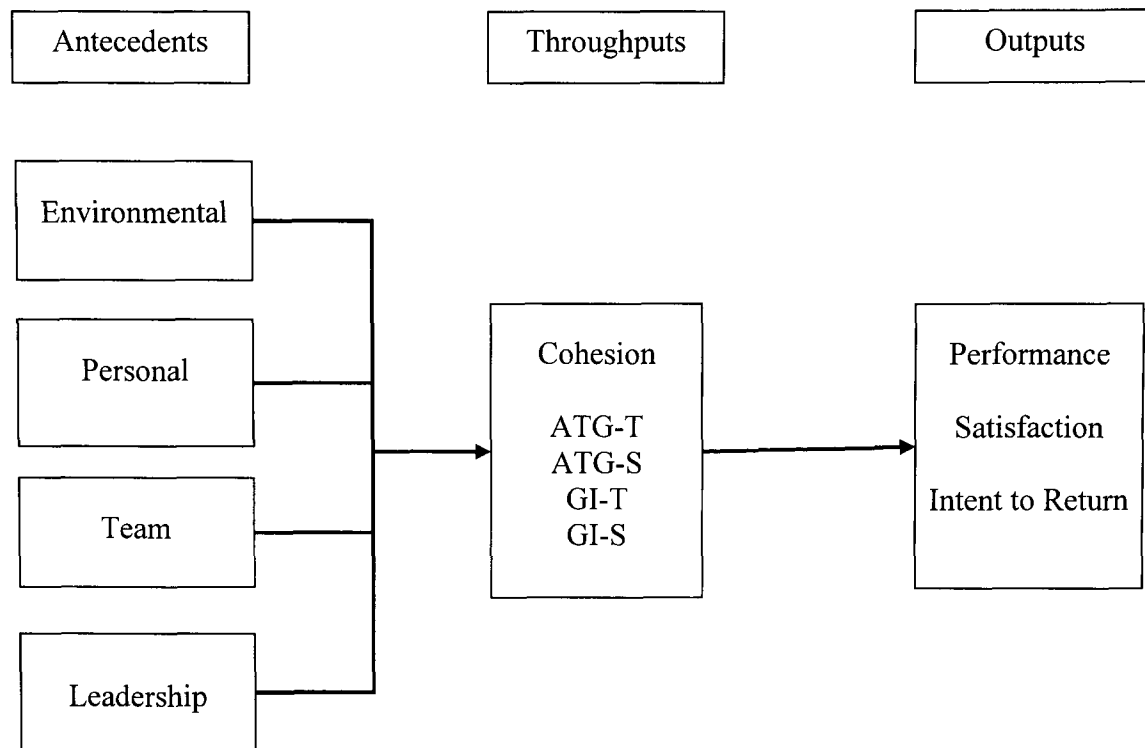 Antecedents
Throughputs
Outputs
Environmental
Personal
Team
Leadership
Cohesion
ATG-T
ATG-S
GI-T
GI-S
Performance
Satisfaction
Intent to Return